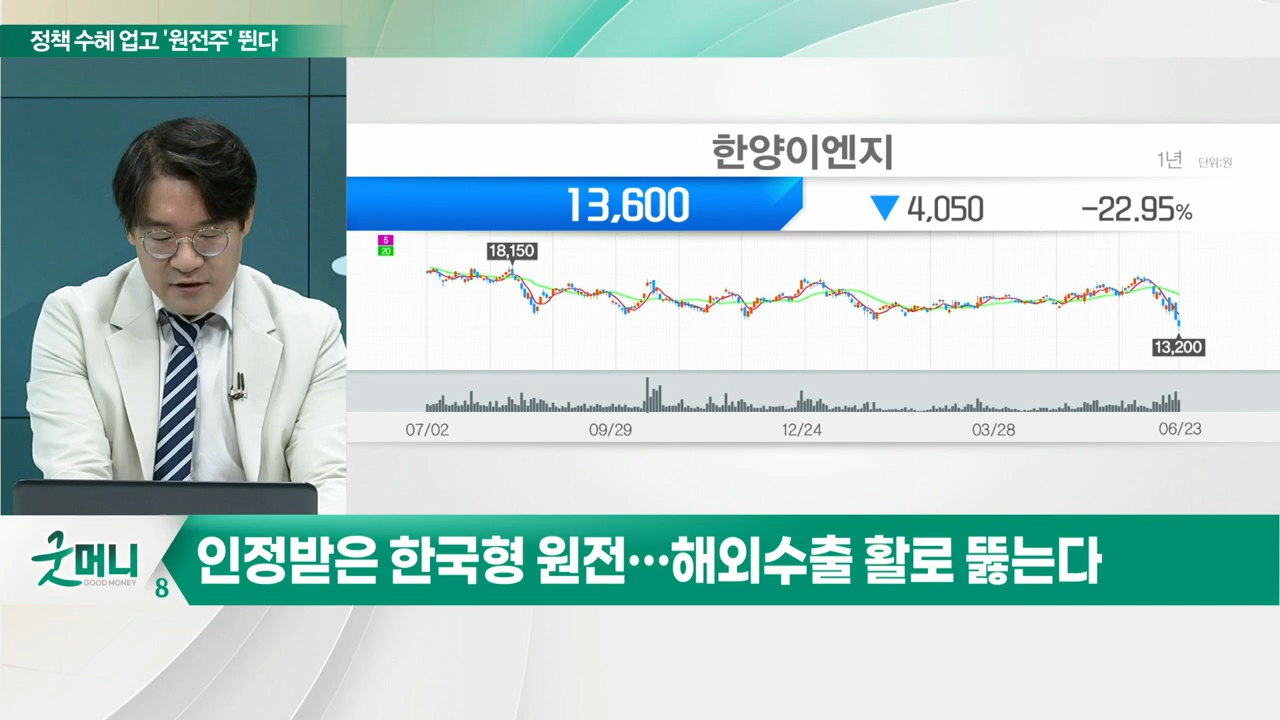 정책 수혜 업고 '원전주' 뛴다
한양이엔지
1년 단위:원
13,600 ▼4,050 -22.95%
5
20
18,150
13,200
07/02 09/29 12/24 03/28 06/23
굿머니
GOOD MONEY
8
인정받은 한국형 원전…해외수출 활로 뚫는다